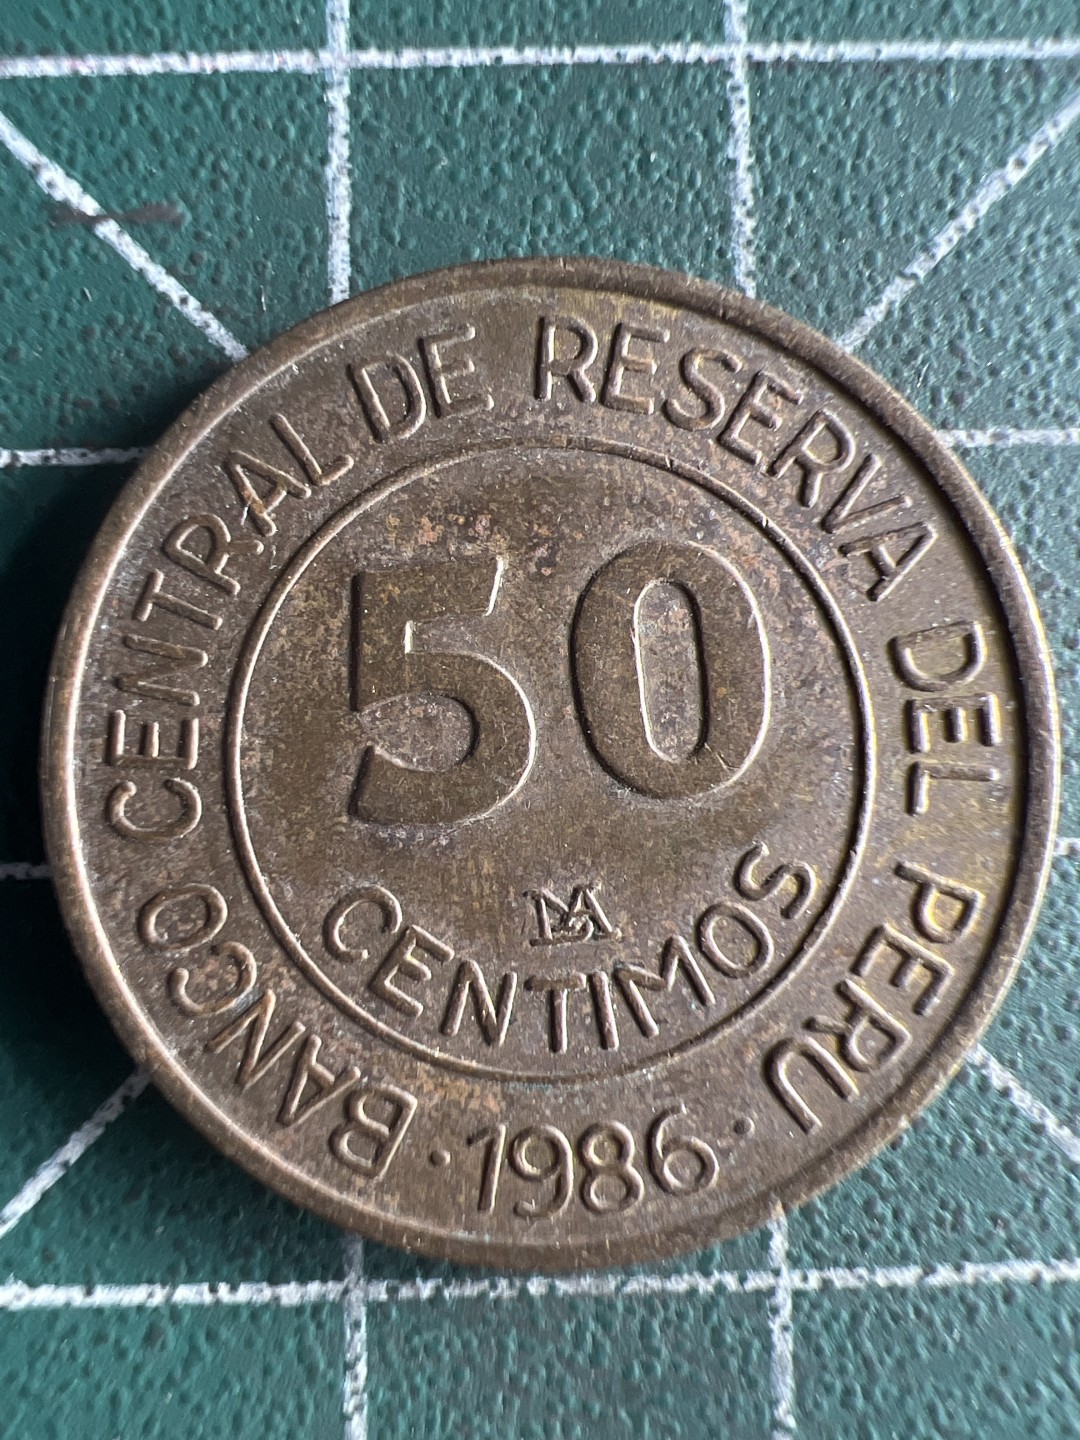 BANCO CENTRAL DE RESERVA DEL PERU
50
CENTIMOS
·1986·